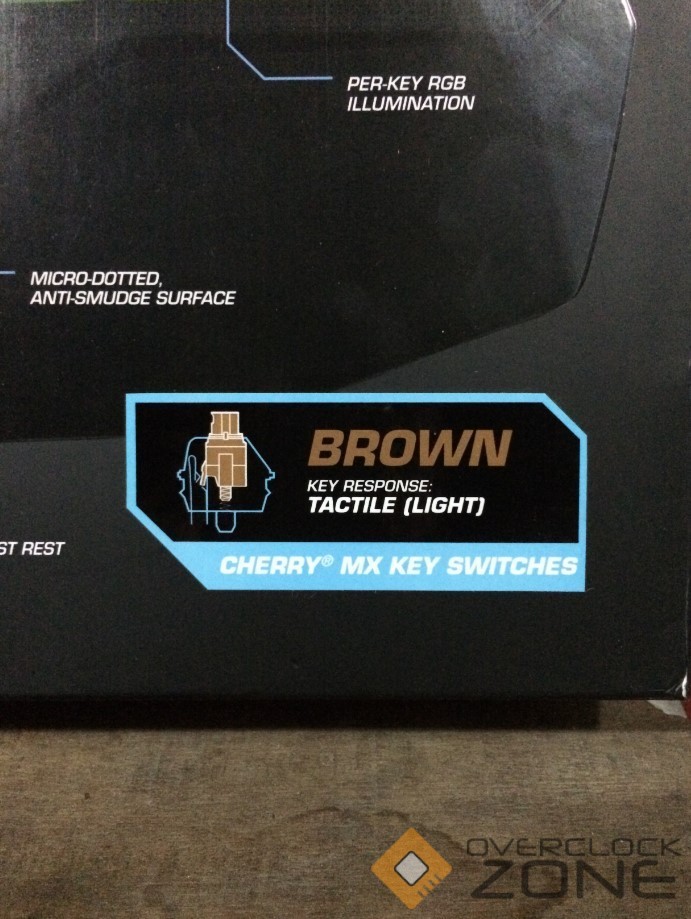 PER-KEY RGB
ILLUMINATION
MICRO-DOTTED,
ANTI-SMUDGE SURFACE
BROWN
KEY RESPONSE:
TACTILE (LIGHT)
ST REST
CHERRY® MX KEY SWITCHES
OVERCLOCK
ZONE